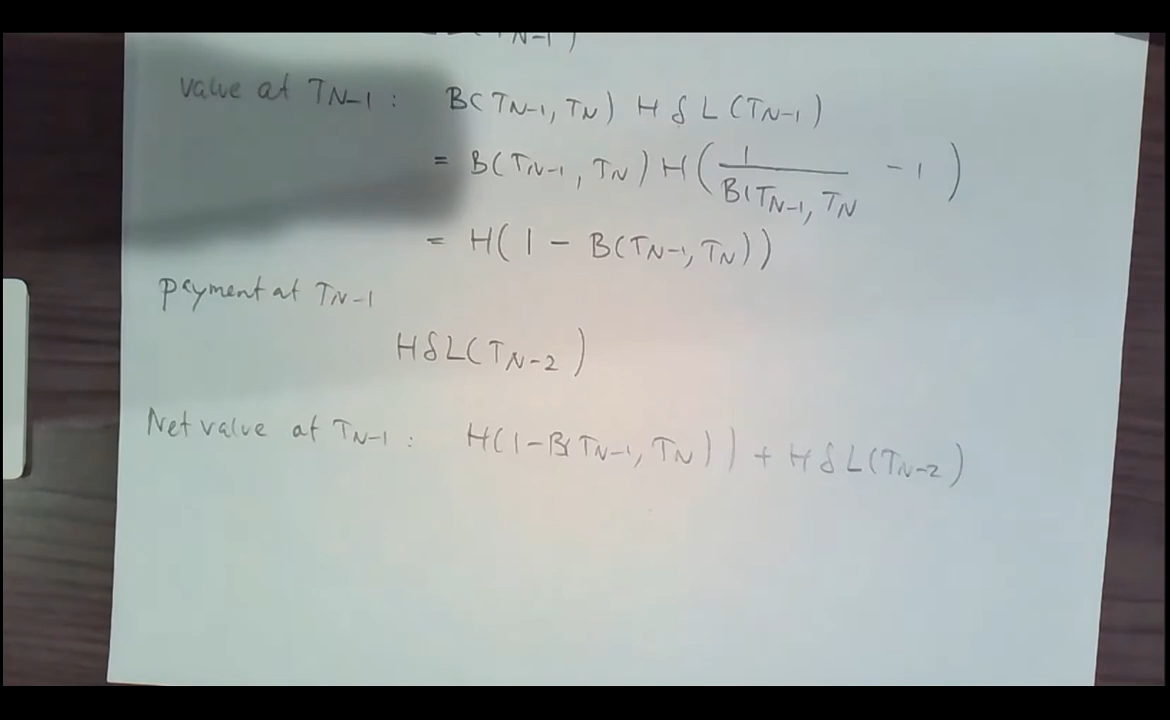 value at T_{N-1} : B(T_{N-1}, T_N) H δ L(T_{N-1})
= B(T_{N-1}, T_N) H ( \frac{1}{B(T_{N-1}, T_N} - 1 )
= H(1 - B(T_{N-1}, T_N))
payment at T_{N-1}
H δ L(T_{N-2})
Net value at T_{N-1} : H(1 - B(T_{N-1}, T_N)) + H δ L(T_{N-2})